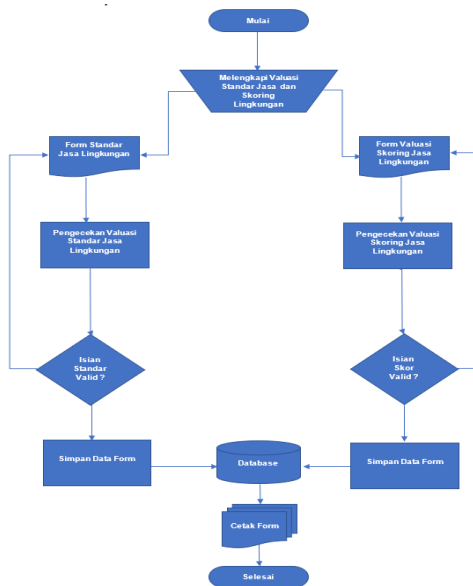 Mulai
Melengkapi Valuasi
Standar Jasa dan
Skoring
Lingkungan
Form Standar
Jasa Lingkungan
Form Valuasi
Skoring Jasa
Lingkungan
Pengecekan Valuasi
Standar Jasa
Lingkungan
Pengecekan Valuasi
Skoring Jasa
Lingkungan
Isian
Standar
Valid ?
Isian
Skor
Valid ?
Simpan Data Form
Database
Simpan Data Form
Cetak Form
Selesai